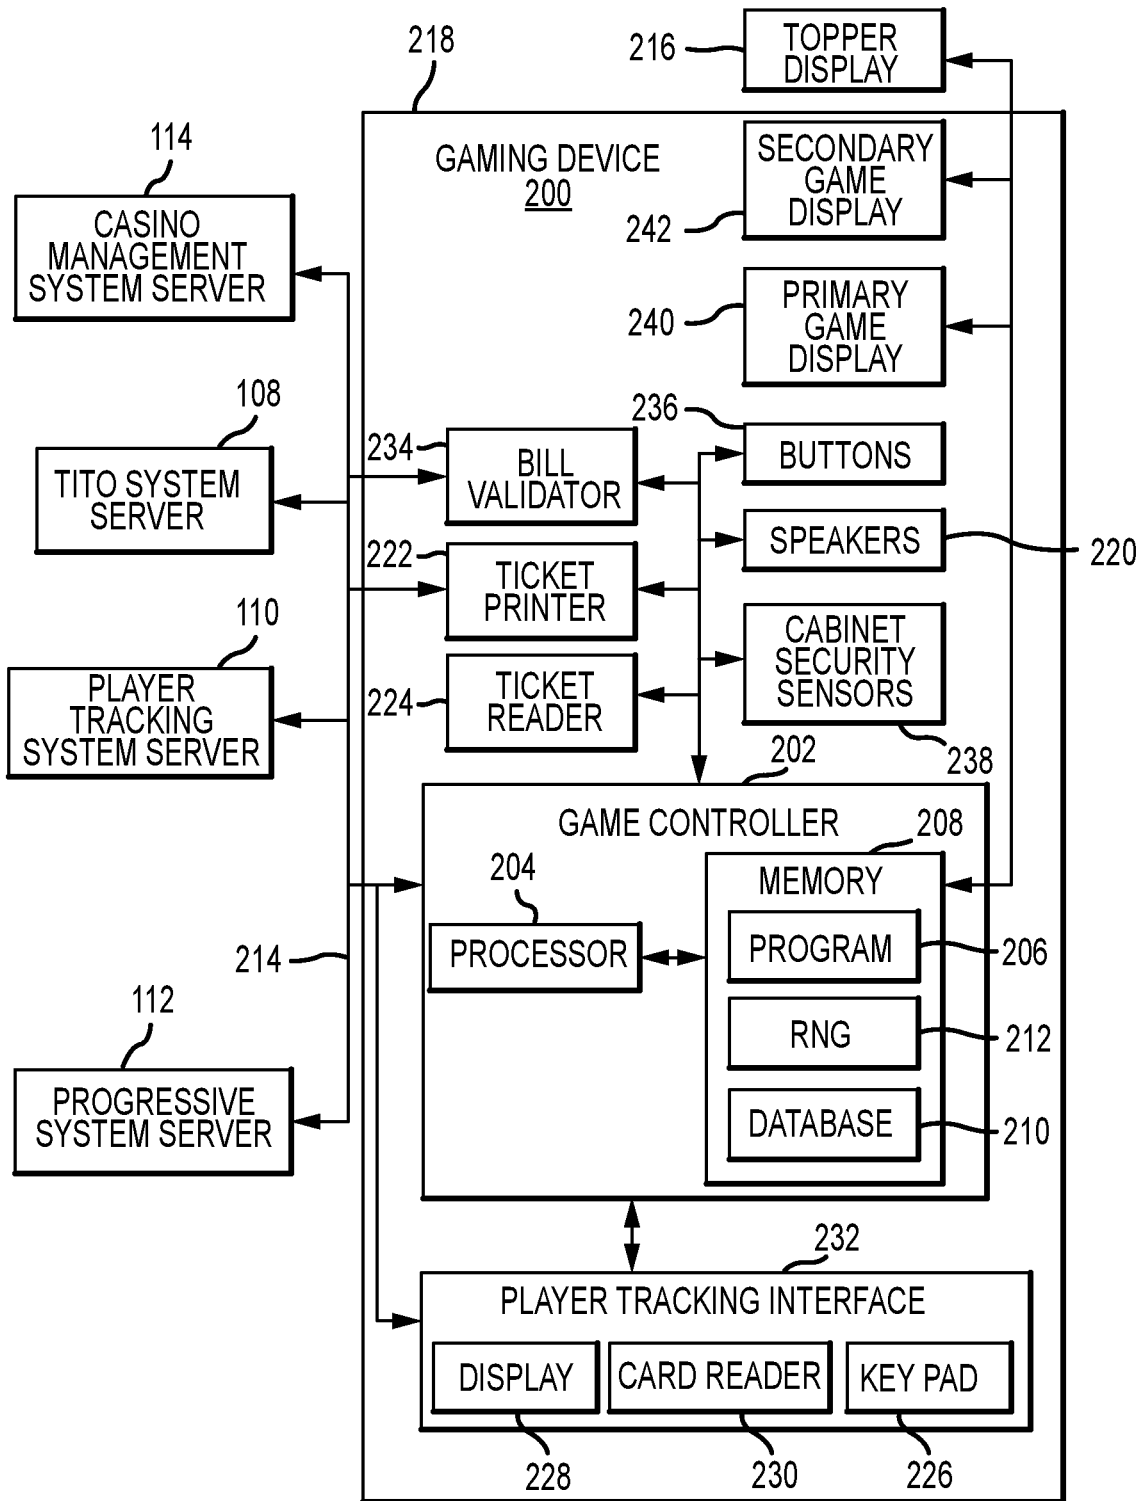 216
TOPPER
DISPLAY
218
GAMING DEVICE
200
SECONDARY
GAME
DISPLAY
242
114
CASINO
MANAGEMENT
SYSTEM SERVER
PRIMARY
GAME
DISPLAY
240
108
TITO SYSTEM
SERVER
234
BILL
VALIDATOR
236
BUTTONS
SPEAKERS
220
222
TICKET
PRINTER
110
PLAYER
TRACKING
SYSTEM SERVER
224
TICKET
READER
CABINET
SECURITY
SENSORS
238
202
GAME CONTROLLER
208
MEMORY
204
PROCESSOR
PROGRAM
206
RNG
212
DATABASE
210
214
112
PROGRESSIVE
SYSTEM SERVER
232
PLAYER TRACKING INTERFACE
DISPLAY
CARD READER
KEY PAD
228
230
226